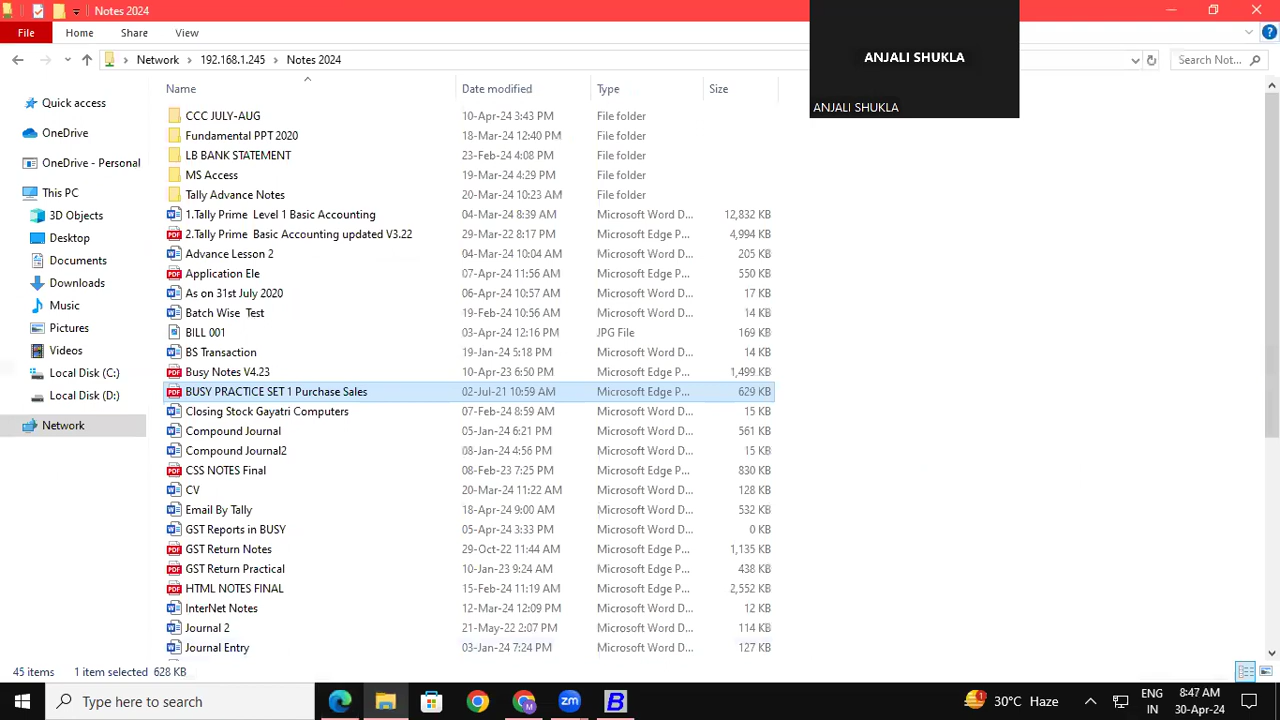 Notes 2024
File Home Share View
Network 192.168.1.245 Notes 2024 Search Not...
ANJALI SHUKLA
ANJALI SHUKLA
Name Date modified Type Size
Quick access
OneDrive
OneDrive - Personal
This PC
3D Objects
Desktop
Documents
Downloads
Music
Pictures
Videos
Local Disk (C:)
Local Disk (D:)
Network
CCC JULY-AUG 10-Apr-24 3:43 PM File folder
Fundamental PPT 2020 18-Mar-24 12:40 PM File folder
LB BANK STATEMENT 23-Feb-24 4:08 PM File folder
MS Access 19-Mar-24 4:29 PM File folder
Tally Advance Notes 20-Mar-24 10:23 AM File folder
1.Tally Prime Level 1 Basic Accounting 04-Mar-24 8:39 AM Microsoft Word D... 12,832 KB
2.Tally Prime Basic Accounting updated V3.22 29-Mar-22 8:17 PM Microsoft Edge P... 4,994 KB
Advance Lesson 2 04-Mar-24 10:04 AM Microsoft Word D... 205 KB
Application Ele 07-Apr-24 11:56 AM Microsoft Edge P... 550 KB
As on 31st July 2020 06-Apr-24 10:57 AM Microsoft Word D... 17 KB
Batch Wise Test 19-Feb-24 10:56 AM Microsoft Word D... 14 KB
BILL 001 03-Apr-24 12:16 PM JPG File 169 KB
BS Transaction 19-Jan-24 5:18 PM Microsoft Word D... 14 KB
Busy Notes V4.23 10-Apr-23 6:50 PM Microsoft Edge P... 1,499 KB
BUSY PRACTICE SET 1 Purchase Sales 02-Jul-21 10:59 AM Microsoft Edge P... 629 KB
Closing Stock Gayatri Computers 07-Feb-24 8:59 AM Microsoft Word D... 15 KB
Compound Journal 05-Jan-24 6:21 PM Microsoft Word D... 561 KB
Compound Journal2 08-Jan-24 4:56 PM Microsoft Word D... 15 KB
CSS NOTES Final 08-Feb-23 7:25 PM Microsoft Edge P... 830 KB
CV 20-Mar-24 11:22 AM Microsoft Word D... 128 KB
Email By Tally 18-Apr-24 9:00 AM Microsoft Word D... 532 KB
GST Reports in BUSY 05-Apr-24 3:33 PM Microsoft Word D... 0 KB
GST Return Notes 29-Oct-22 11:44 AM Microsoft Edge P... 1,135 KB
GST Return Practical 10-Jan-23 9:24 AM Microsoft Edge P... 438 KB
HTML NOTES FINAL 15-Feb-24 11:19 AM Microsoft Edge P... 2,552 KB
InterNet Notes 12-Mar-24 12:09 PM Microsoft Word D... 12 KB
Journal 2 21-May-22 2:07 PM Microsoft Word D... 114 KB
Journal Entry 03-Jan-24 7:24 PM Microsoft Word D... 127 KB
45 items 1 item selected 628 KB
Type here to search
30°C Haze
ENG
IN
8:47 AM
30-Apr-24